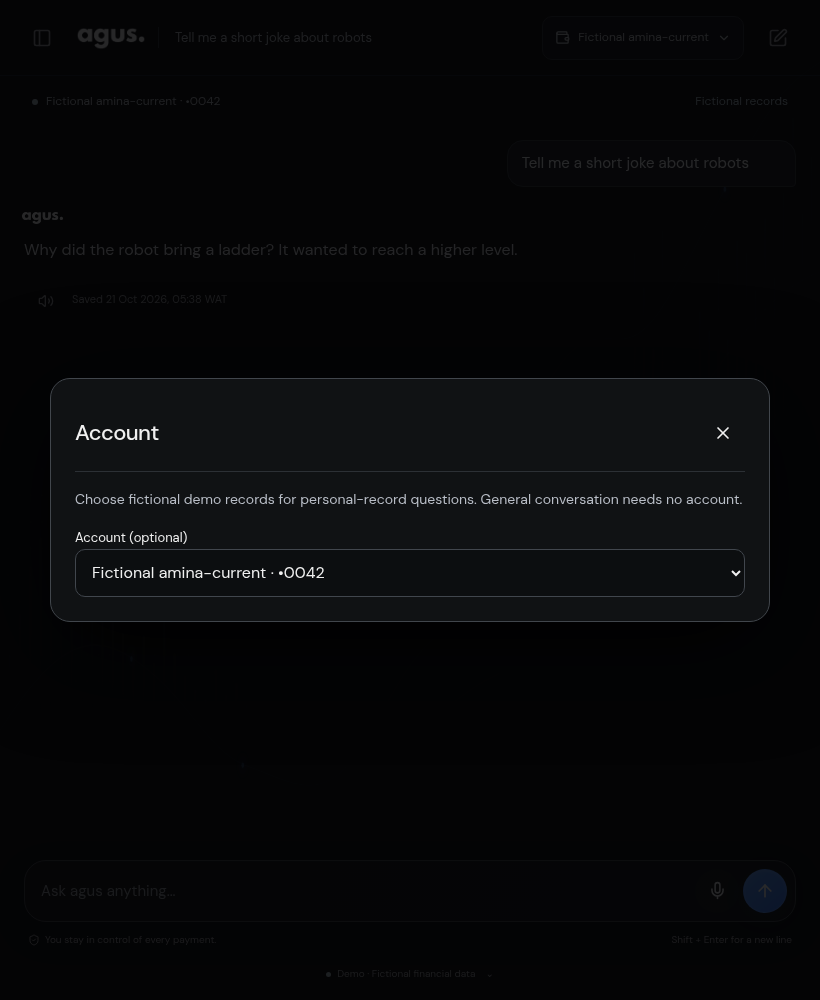 agus.
Tell me a short joke about robots
Fictional amina-current
Fictional amina-current · •0042
Fictional records
Tell me a short joke about robots
agus.
Why did the robot bring a ladder? It wanted to reach a higher level.
Saved 21 Oct 2026, 05:38 WAT
Account
Choose fictional demo records for personal-record questions. General conversation needs no account.
Account (optional)
Fictional amina-current · •0042
Ask agus anything...
You stay in control of every payment.
Shift + Enter for a new line
Demo · Fictional financial data